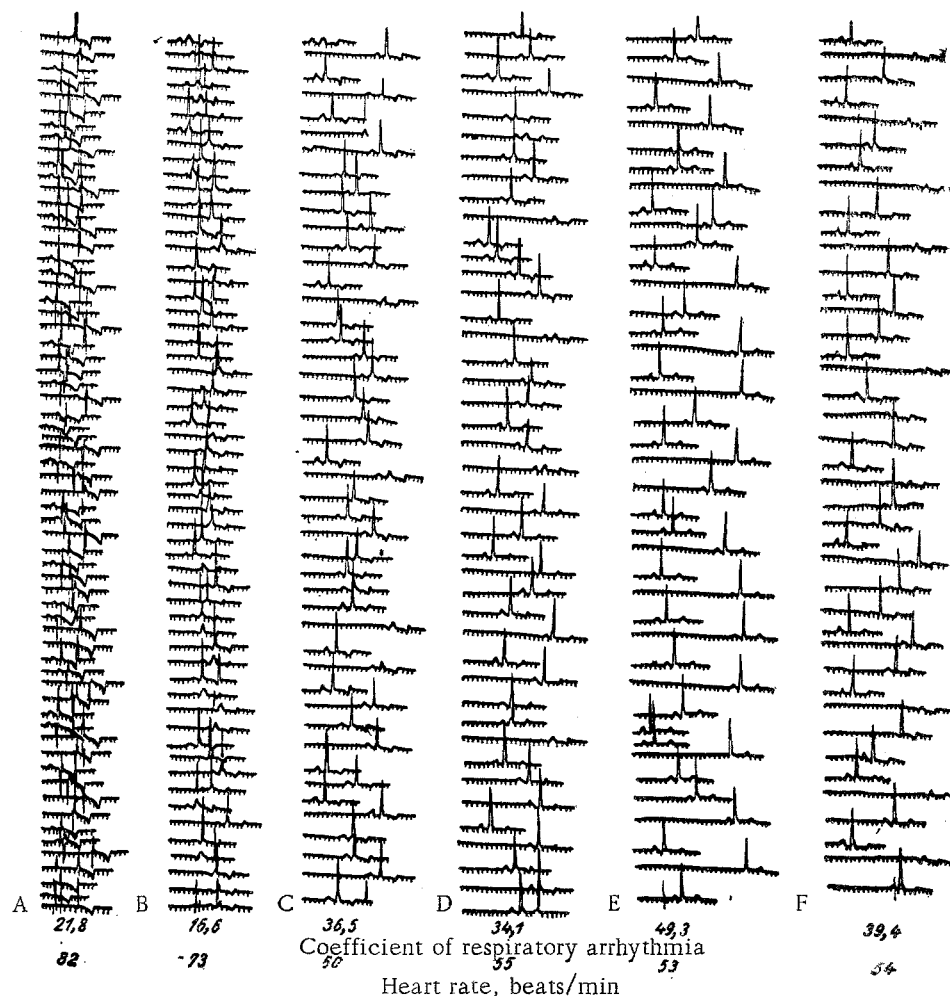 A B C D E F
21,8 16,6 36,5 34,1 49,3 39,4
Coefficient of respiratory arrhythmia
82 73 50 55 53 54
Heart rate, beats/min